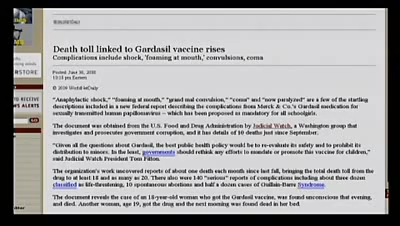 Death toll linked to Gardasil vaccine rises
Complications include shock, 'foaming at mouth,' convulsions, coma
Posted: June 30, 2008
© 2009 WorldNetDaily
"Anaphylactic shock," "foaming at mouth," "grand mal convulsion," "coma" and "now paralyzed" are a few of the startling
descriptions included in a new federal report describing the complications from Merck & Co.'s Gardasil medication for
sexually transmitted human papillomavirus – which has been proposed as mandatory for all schoolgirls.
The document was obtained from the U.S. Food and Drug Administration by Judicial Watch, a Washington group that
investigates and prosecutes government corruption, and it has details of 10 deaths just since September.
"Given all the questions about Gardasil, the best public health policy would be to re-evaluate its safety and to prohibit its
distribution to minors. In the least, governments should rethink any efforts to mandate or promote this vaccine for children,"
said Judicial Watch President Tom Fitton.
The organization's work uncovered reports of about one death each month since last fall, bringing the total death toll from the
drug to at least 18 and as many as 20. There also were 140 "serious" reports of complications including about three dozen
classified as life-threatening, 10 spontaneous abortions and half a dozen cases of Guillain-Barre Syndrome.
The document reveals the case of an 18-year-old woman who got the Gardasil vaccine, was found unconscious that evening,
and died. Another woman, age 19, got the drug and the next morning was found dead in her bed.